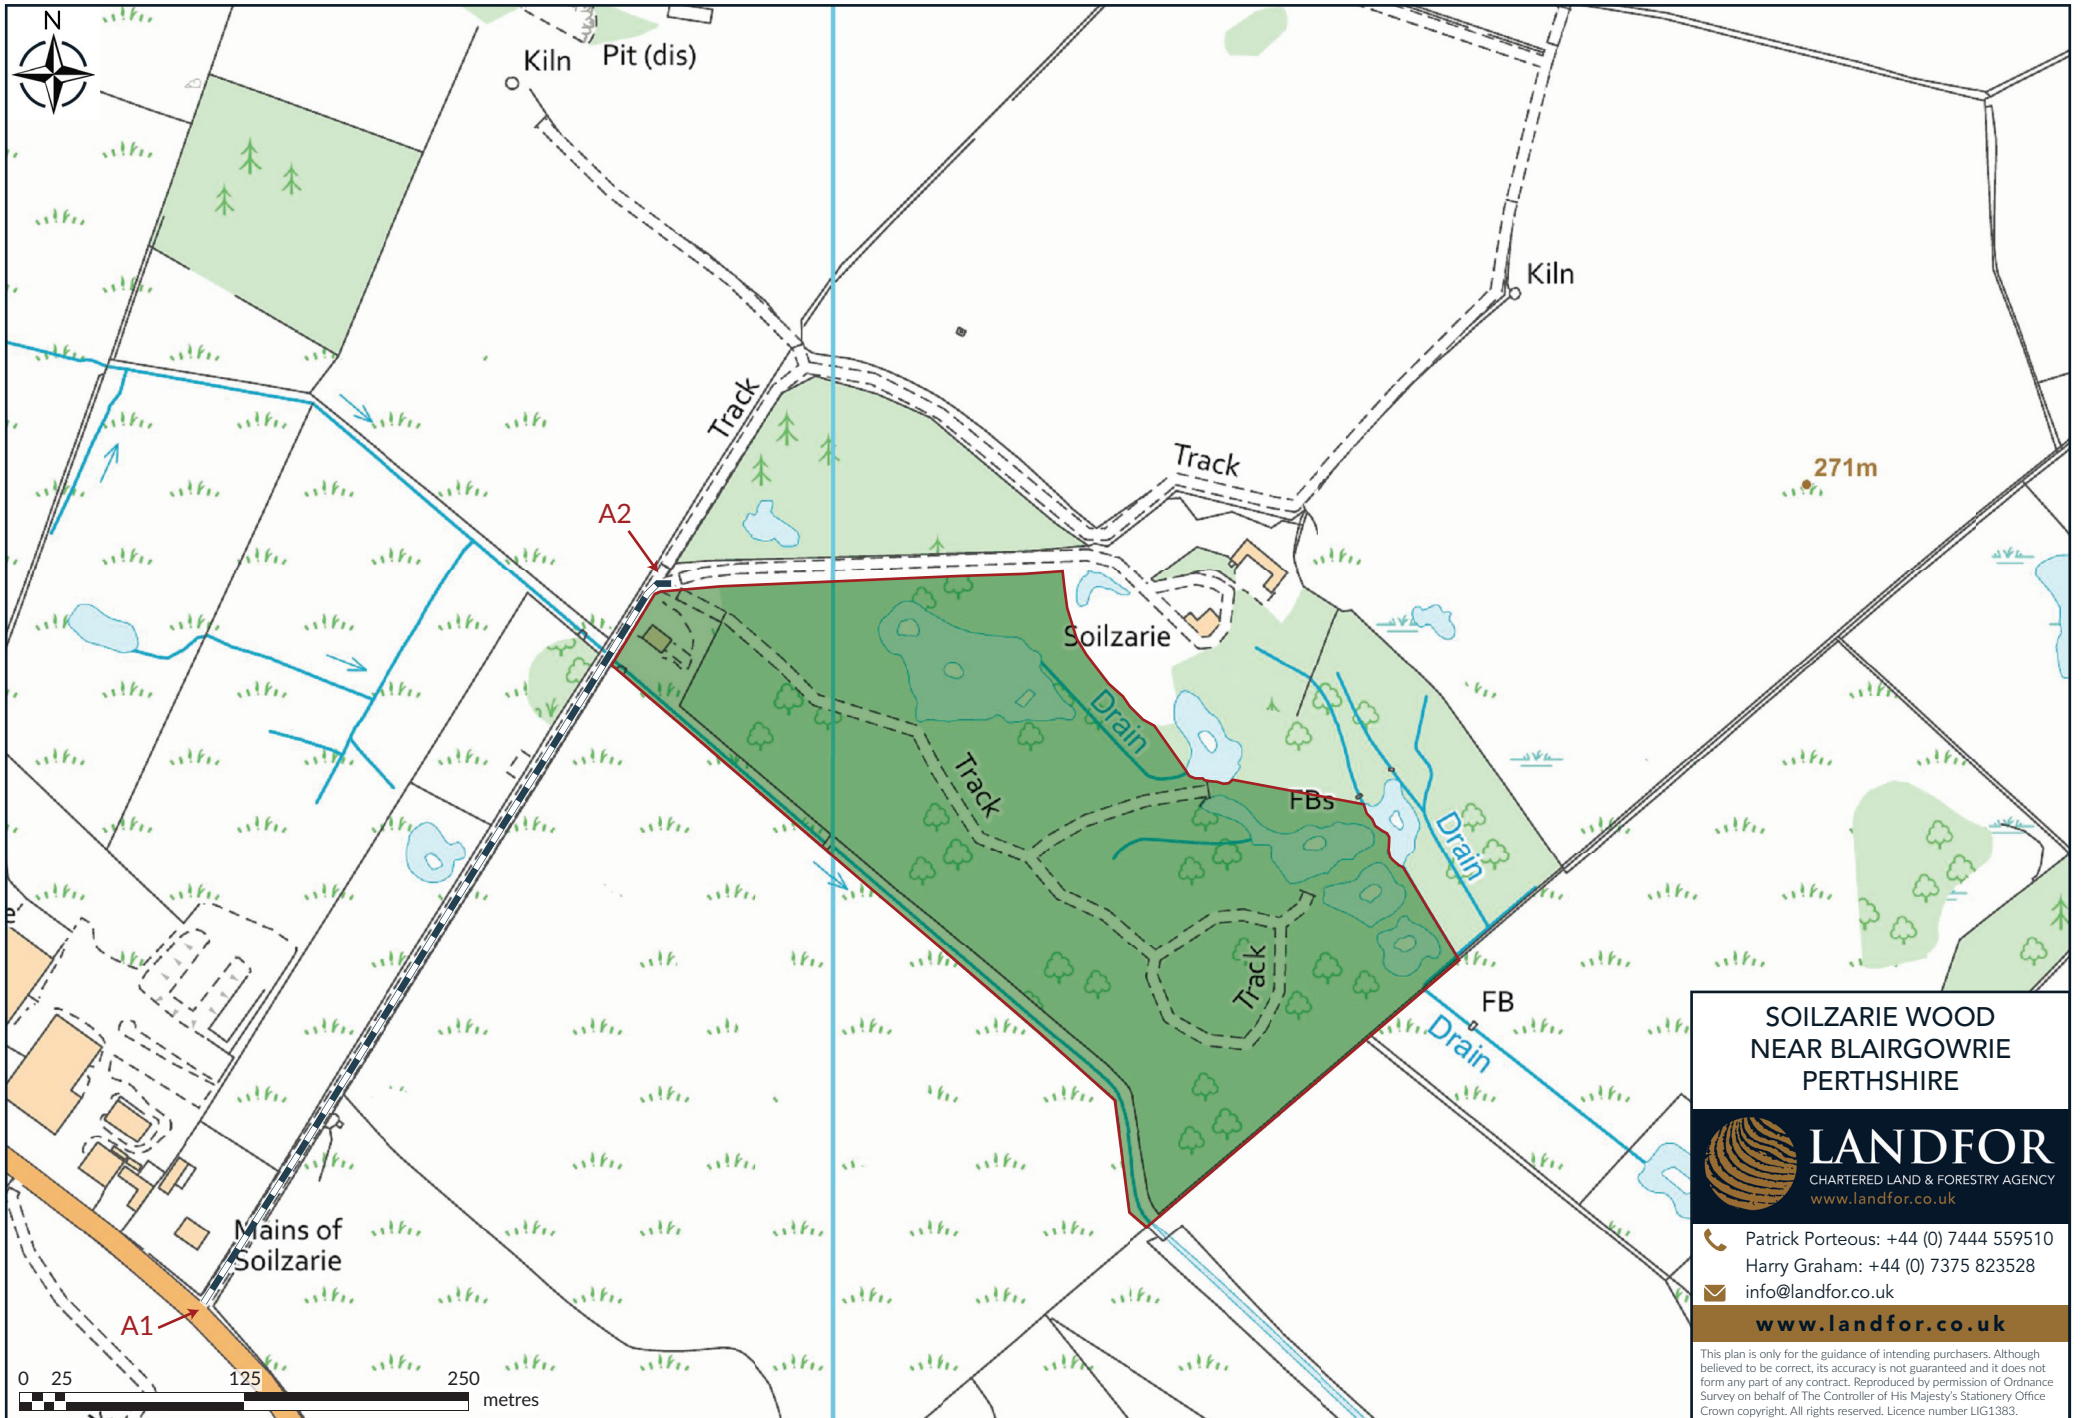 N
Kiln
Pit (dis)
Kiln
Track
Track
271m
A2
Soilzarie
Drain
Track
FBs
Drain
Track
FB
Drain
e
Mains of
Soilzarie
A1
0 25 125 250
metres
SOILZARIE WOOD
NEAR BLAIRGOWRIE
PERTHSHIRE
LANDFOR
CHARTERED LAND & FORESTRY AGENCY
www.landfor.co.uk
Patrick Porteous: +44 (0) 7444 559510
Harry Graham: +44 (0) 7375 823528
info@landfor.co.uk
www.landfor.co.uk
This plan is only for the guidance of intending purchasers. Although
believed to be correct, its accuracy is not guaranteed and it does not
form any part of any contract. Reproduced by permission of Ordnance
Survey on behalf of The Controller of His Majesty's Stationery Office
Crown copyright. All rights reserved. Licence number LIG1383.